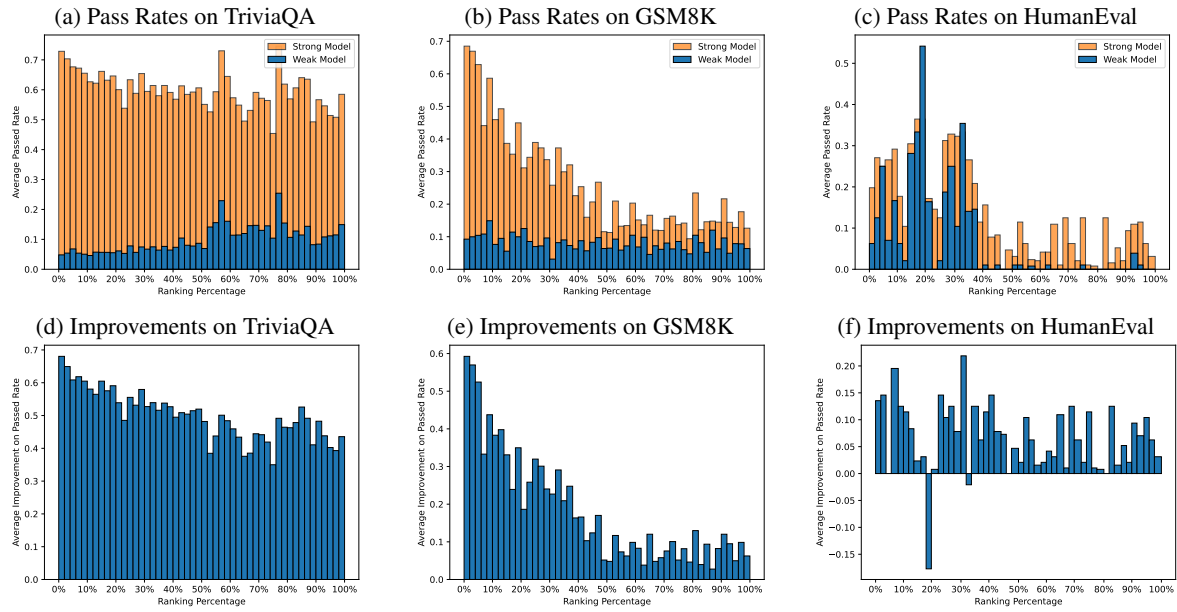 (a) Pass Rates on TriviaQA
Average Passed Rate
0.7
0.6
0.5
0.4
0.3
0.2
0.1
0.0
Strong Model
Weak Model
0% 10% 20% 30% 40% 50% 60% 70% 80% 90% 100%
Ranking Percentage
(b) Pass Rates on GSM8K
Average Passed Rate
0.7
0.6
0.5
0.4
0.3
0.2
0.1
0.0
Strong Model
Weak Model
0% 10% 20% 30% 40% 50% 60% 70% 80% 90% 100%
Ranking Percentage
(c) Pass Rates on HumanEval
Average Passed Rate
0.5
0.4
0.3
0.2
0.1
0.0
Strong Model
Weak Model
0% 10% 20% 30% 40% 50% 60% 70% 80% 90% 100%
Ranking Percentage
(d) Improvements on TriviaQA
Average Improvement on Passed Rate
0.7
0.6
0.5
0.4
0.3
0.2
0.1
0.0
0% 10% 20% 30% 40% 50% 60% 70% 80% 90% 100%
Ranking Percentage
(e) Improvements on GSM8K
Average Improvement on Passed Rate
0.6
0.5
0.4
0.3
0.2
0.1
0.0
0% 10% 20% 30% 40% 50% 60% 70% 80% 90% 100%
Ranking Percentage
(f) Improvements on HumanEval
Average Improvement on Passed Rate
0.20
0.15
0.10
0.05
0.00
−0.05
−0.10
−0.15
0% 10% 20% 30% 40% 50% 60% 70% 80% 90% 100%
Ranking Percentage